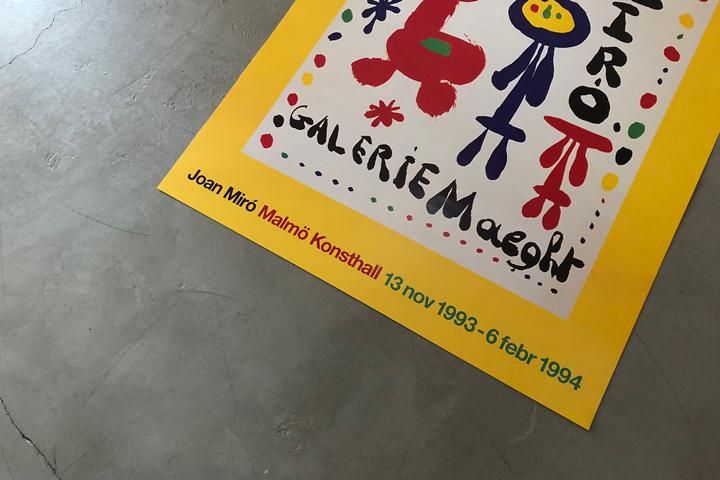 IRÓ.
GALERIE Maeght
Joan Miró Malmö Konsthall 13 nov 1993 - 6 febr 1994